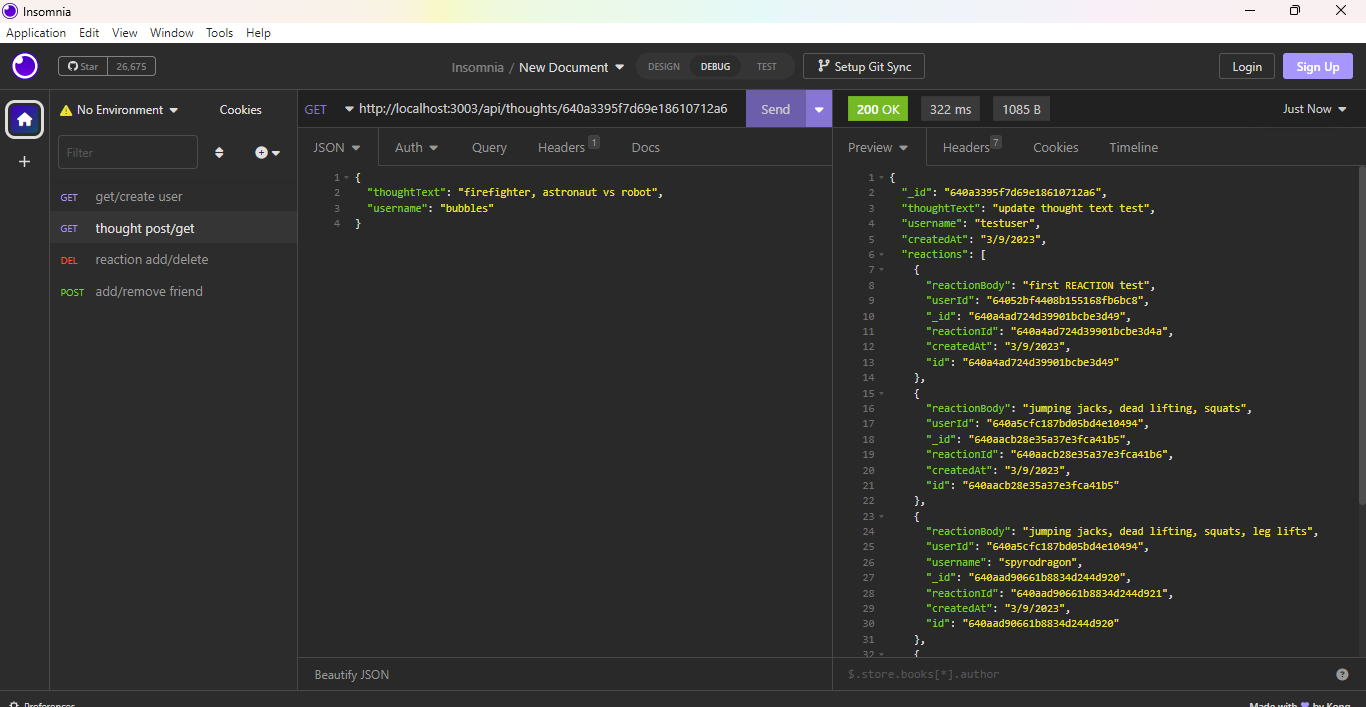 Insomnia
Application Edit View Window Tools Help
Star 26,675
Insomnia / New Document
DESIGN DEBUG TEST
Setup Git Sync
Login Sign Up
No Environment Cookies
GET http://localhost:3003/api/thoughts/640a3395f7d69e18610712a6 Send
200 OK 322 ms 1085 B Just Now
Filter
JSON Auth Query Headers 1 Docs
Preview Headers 7 Cookies Timeline
GET get/create user
GET thought post/get
DEL reaction add/delete
POST add/remove friend
1 {
2 "thoughtText": "firefighter, astronaut vs robot",
3 "username": "bubbles"
4 }
1 {
2 "_id": "640a3395f7d69e18610712a6",
3 "thoughtText": "update thought text test",
4 "username": "testuser",
5 "createdAt": "3/9/2023",
6 "reactions": [
7 {
8 "reactionBody": "first REACTION test",
9 "userId": "64052bf4408b155168fb6bc8",
10 "_id": "640a4ad724d39901bcbe3d49",
11 "reactionId": "640a4ad724d39901bcbe3d4a",
12 "createdAt": "3/9/2023",
13 "id": "640a4ad724d39901bcbe3d49"
14 },
15 {
16 "reactionBody": "jumping jacks, dead lifting, squats",
17 "userId": "640a5cfc187bd05bd4e10494",
18 "_id": "640aacb28e35a37e3fca41b5",
19 "reactionId": "640aacb28e35a37e3fca41b6",
20 "createdAt": "3/9/2023",
21 "id": "640aacb28e35a37e3fca41b5"
22 },
23 {
24 "reactionBody": "jumping jacks, dead lifting, squats, leg lifts",
25 "userId": "640a5cfc187bd05bd4e10494",
26 "username": "spyrodragon",
27 "_id": "640aad90661b8834d244d920",
28 "reactionId": "640aad90661b8834d244d921",
29 "createdAt": "3/9/2023",
30 "id": "640aad90661b8834d244d920"
31 },
32 {
Beautify JSON
$.store.books[*].author
Preferences
Made with by Kong